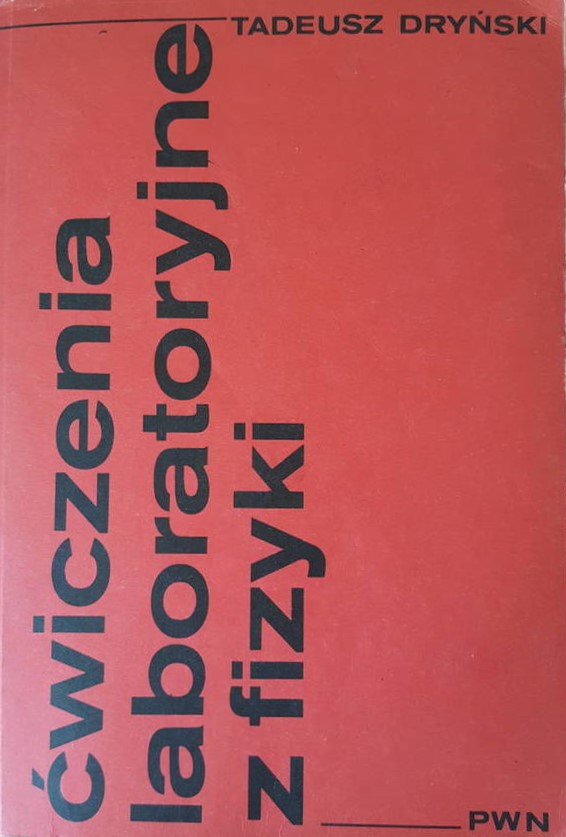 TADEUSZ DRYŃSKI
ćwiczenia
laboratoryjne
z fizyki
PWN